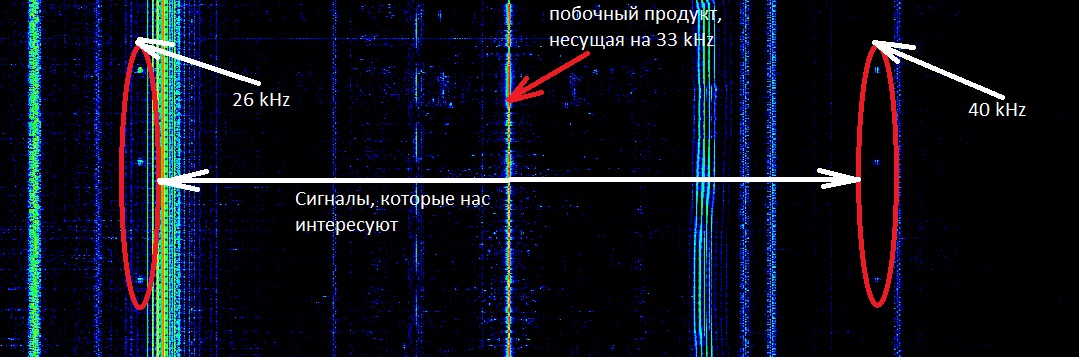 побочный продукт,
несущая на 33 kHz
26 kHz
40 kHz
Сигналы, которые нас
интересуют